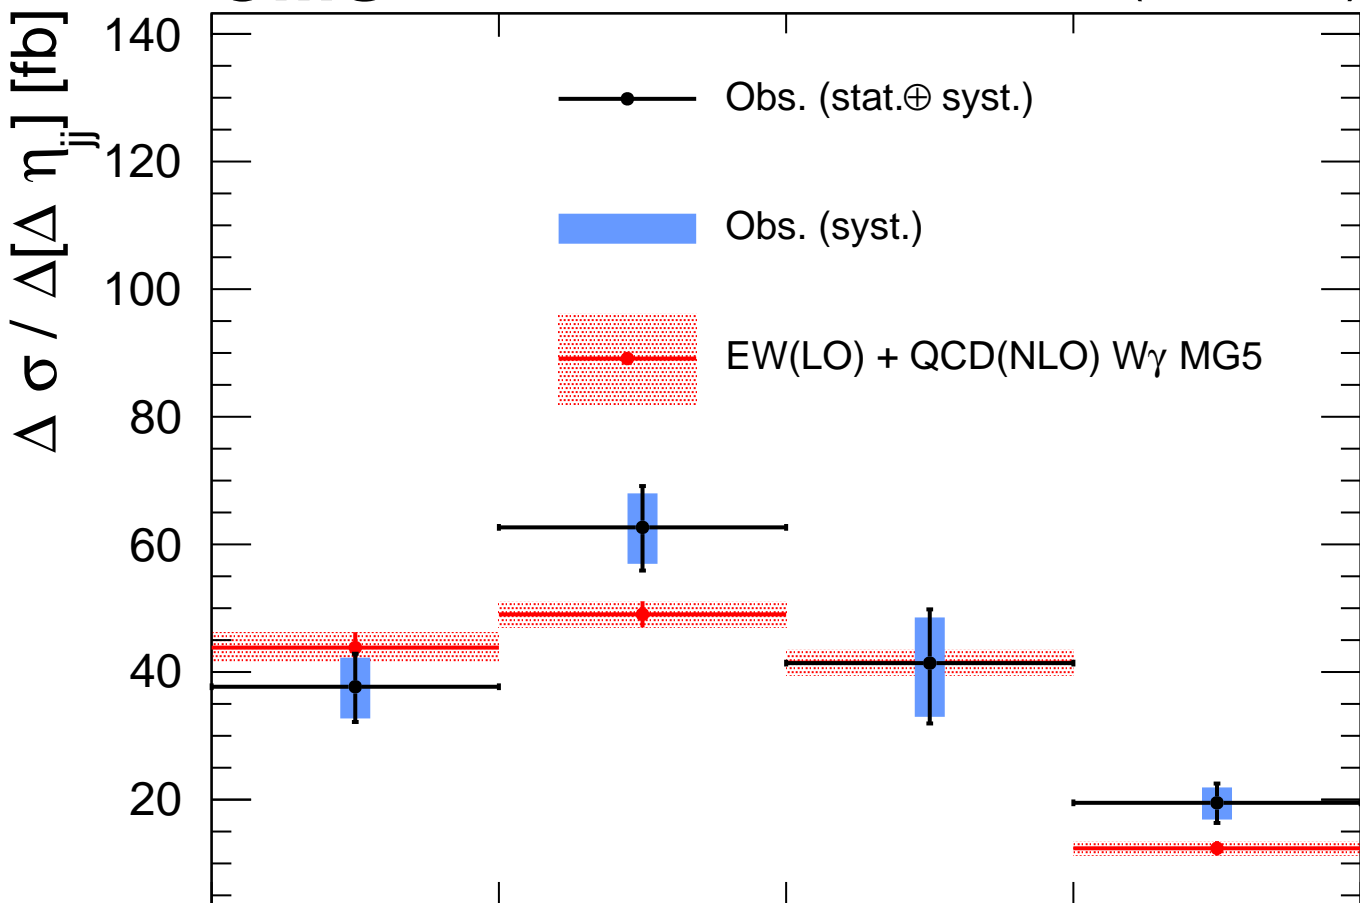 Δ σ / Δ[Δ η_jj] [fb]
140
120
100
80
60
40
20
Obs. (stat.⊕ syst.)
Obs. (syst.)
EW(LO) + QCD(NLO) Wγ MG5